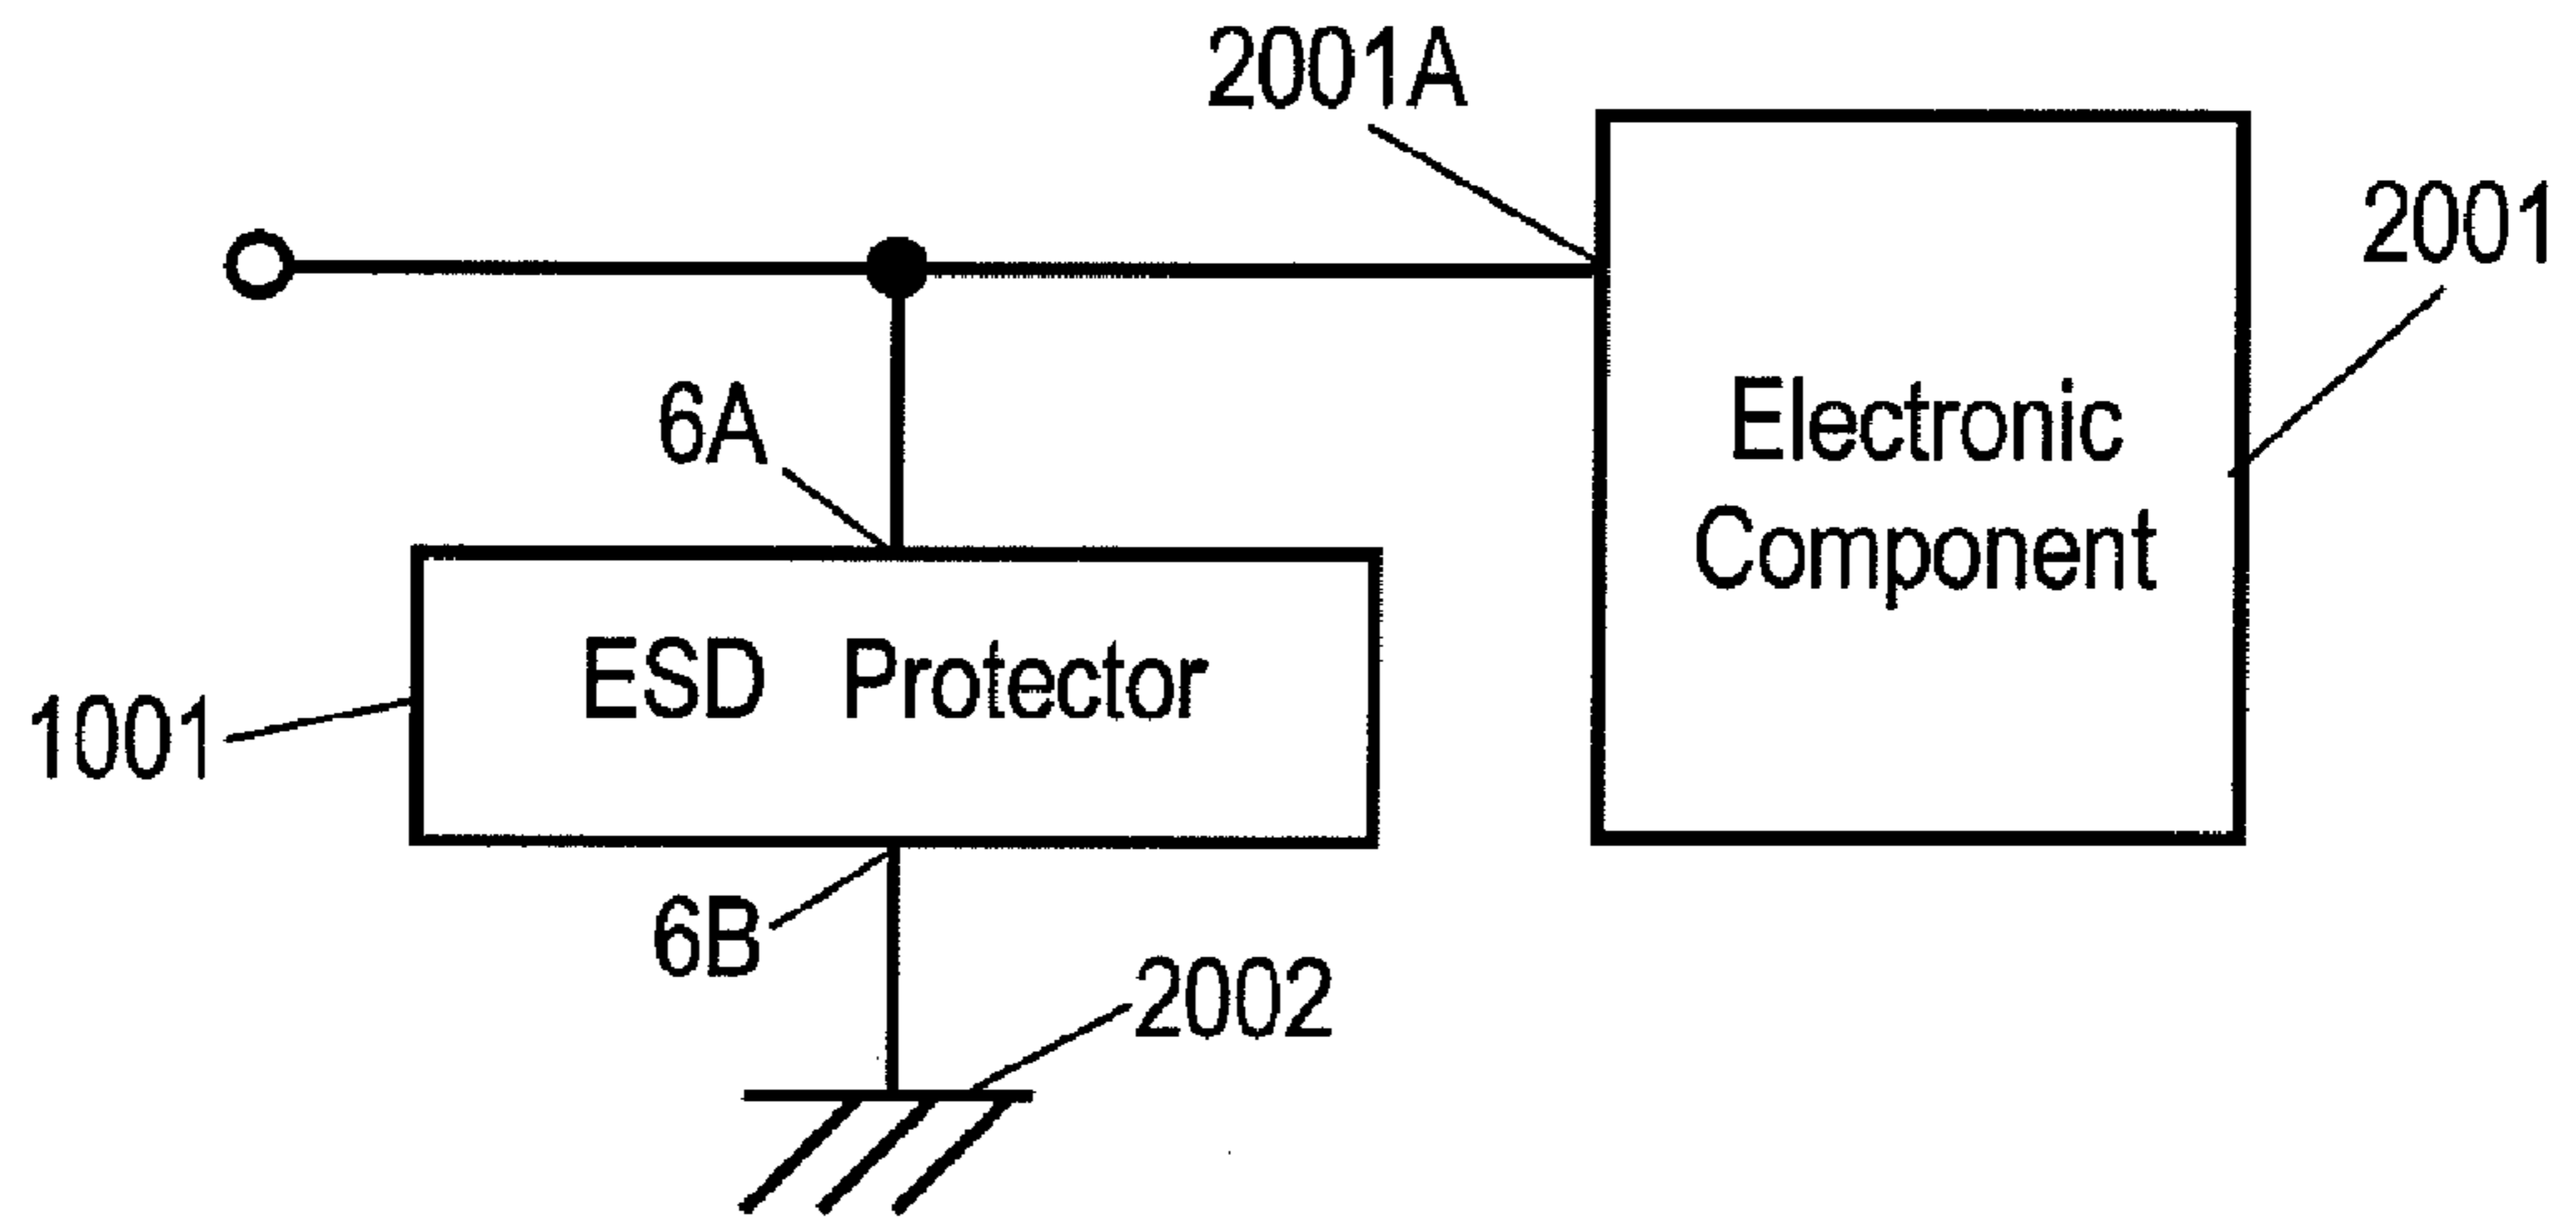 2001A
2001
Electronic
Component
6A
ESD Protector
1001
6B
2002